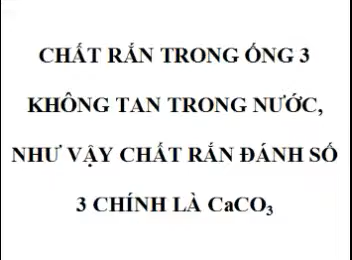 CHẤT RẮN TRONG ỐNG 3
KHÔNG TAN TRONG NƯỚC,
NHƯ VẬY CHẤT RẮN ĐÁNH SỐ
3 CHÍNH LÀ CaCO₃